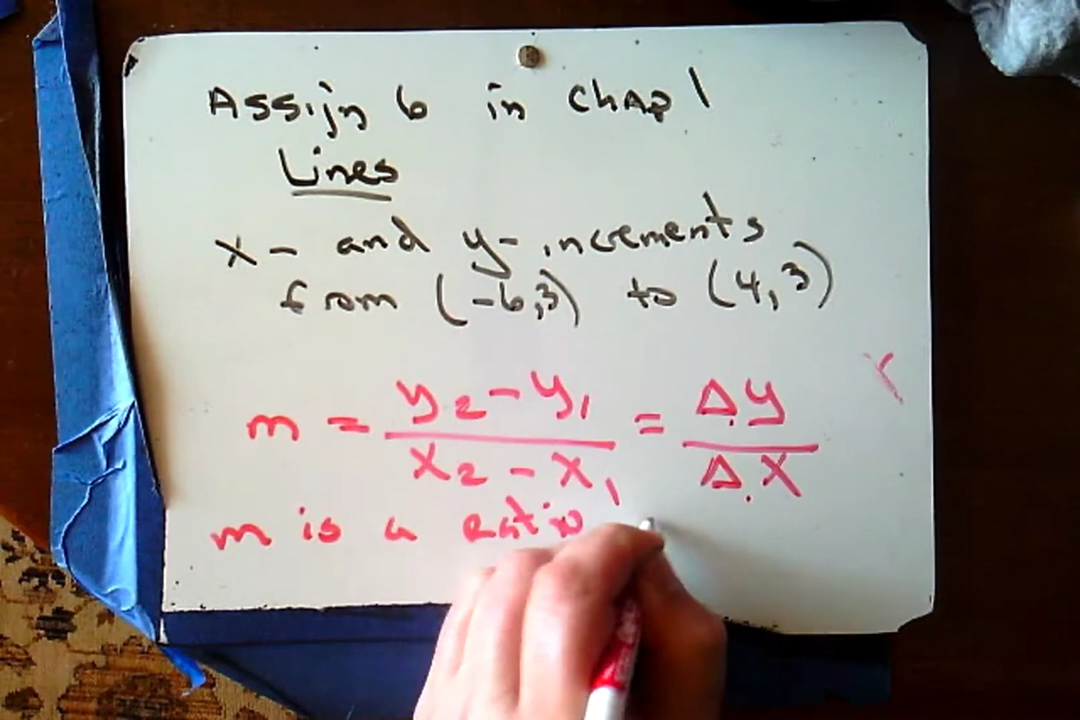 Assign 6 in Chap 1
Lines
x- and y- increments
from (-6,3) to (4,3)
m = y₂-y₁ / x₂-x₁ = Δy / Δx
m is a ratio